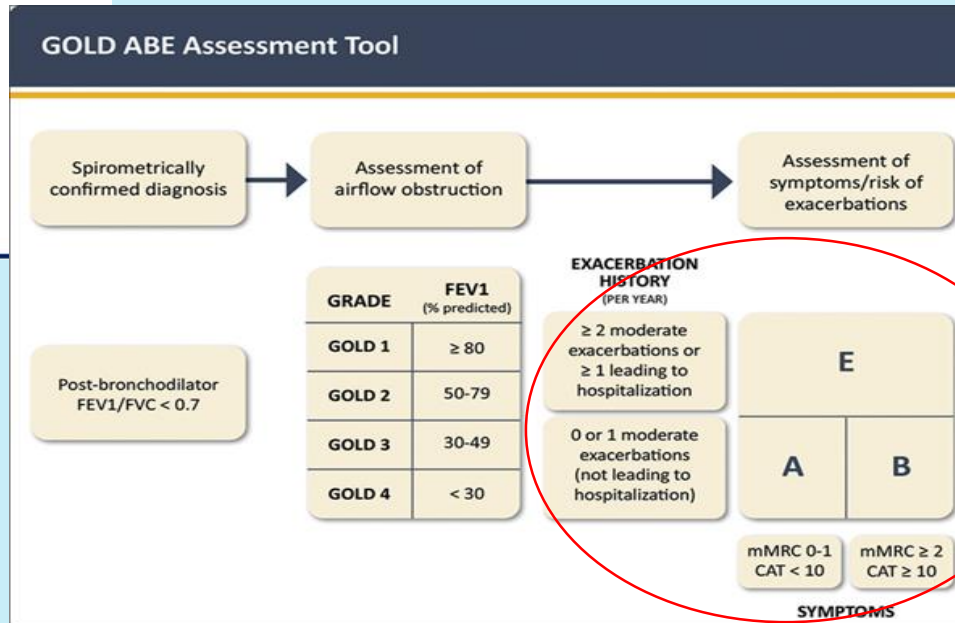 GOLD ABE Assessment Tool
Spirometrically
confirmed diagnosis
Assessment of
airflow obstruction
Assessment of
symptoms/risk of
exacerbations
Post-bronchodilator
FEV1/FVC < 0.7
GRADE FEV1
(% predicted)
GOLD 1 ≥ 80
GOLD 2 50-79
GOLD 3 30-49
GOLD 4 < 30
EXACERBATION
HISTORY
(PER YEAR)
≥ 2 moderate
exacerbations or
≥ 1 leading to
hospitalization
0 or 1 moderate
exacerbations
(not leading to
hospitalization)
E
A B
mMRC 0-1
CAT < 10
mMRC ≥ 2
CAT ≥ 10
SYMPTOMS